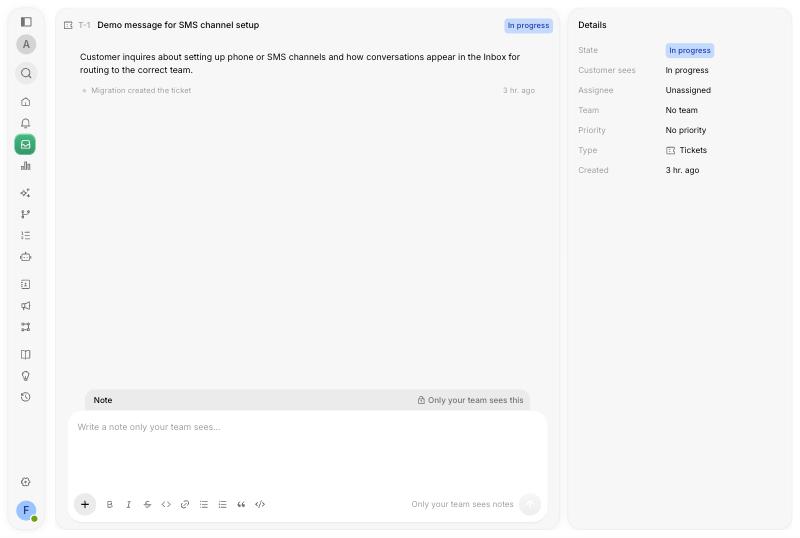 A
T-1 Demo message for SMS channel setup
In progress
Customer inquires about setting up phone or SMS channels and how conversations appear in the Inbox for
routing to the correct team.
Migration created the ticket
3 hr. ago
Note
Only your team sees this
Write a note only your team sees...
B I S
Only your team sees notes
F
Details
State In progress
Customer sees In progress
Assignee Unassigned
Team No team
Priority No priority
Type Tickets
Created 3 hr. ago